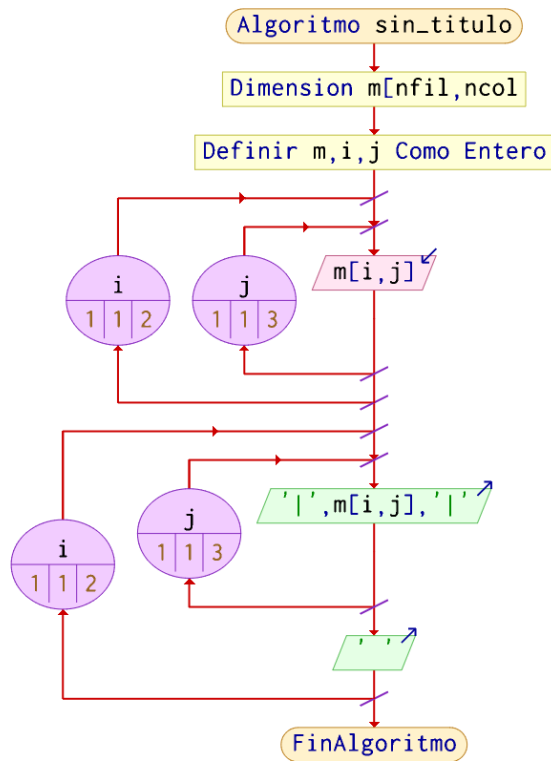 Algoritmo sin_titulo
Dimension m[nfil,ncol
Definir m,i,j Como Entero
i
1 1 2
j
1 1 3
m[i,j]
i
1 1 2
j
1 1 3
'|',m[i,j],'|'
' '
FinAlgoritmo